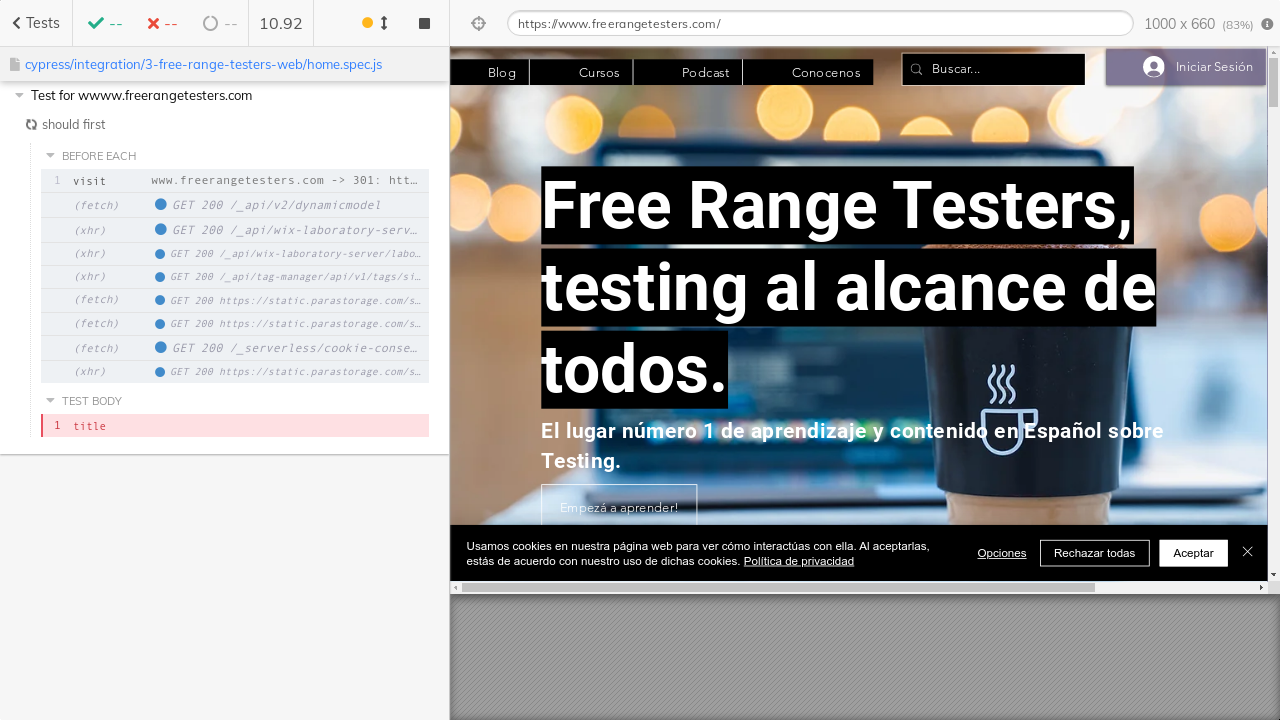 Tests -- -- -- 10.92
cypress/integration/3-free-range-testers-web/home.spec.js
Test for wwww.freerangetesters.com
should first
BEFORE EACH
1 visit www.freerangetesters.com -> 301: htt…
(fetch) GET 200 /_api/v2/dynamicmodel
(xhr) GET 200 /_api/wix-laboratory-serv…
(xhr) GET 200 /_api/wix-laboratory-server/labo…
(xhr) GET 200 /_api/tag-manager/api/v1/tags/si…
(fetch) GET 200 https://static.parastorage.com/s…
(fetch) GET 200 https://static.parastorage.com/s…
(fetch) GET 200 /_serverless/cookie-conse…
(xhr) GET 200 https://static.parastorage.com/s…
TEST BODY
1 title
https://www.freerangetesters.com/
1000 x 660 (83%)
Blog Cursos Podcast Conocenos Buscar... Iniciar Sesión
Free Range Testers,
testing al alcance de
todos.
El lugar número 1 de aprendizaje y contenido en Español sobre
Testing.
Empezá a aprender!
Usamos cookies en nuestra página web para ver cómo interactúas con ella. Al aceptarlas,
estás de acuerdo con nuestro uso de dichas cookies. Política de privacidad
Opciones Rechazar todas Aceptar